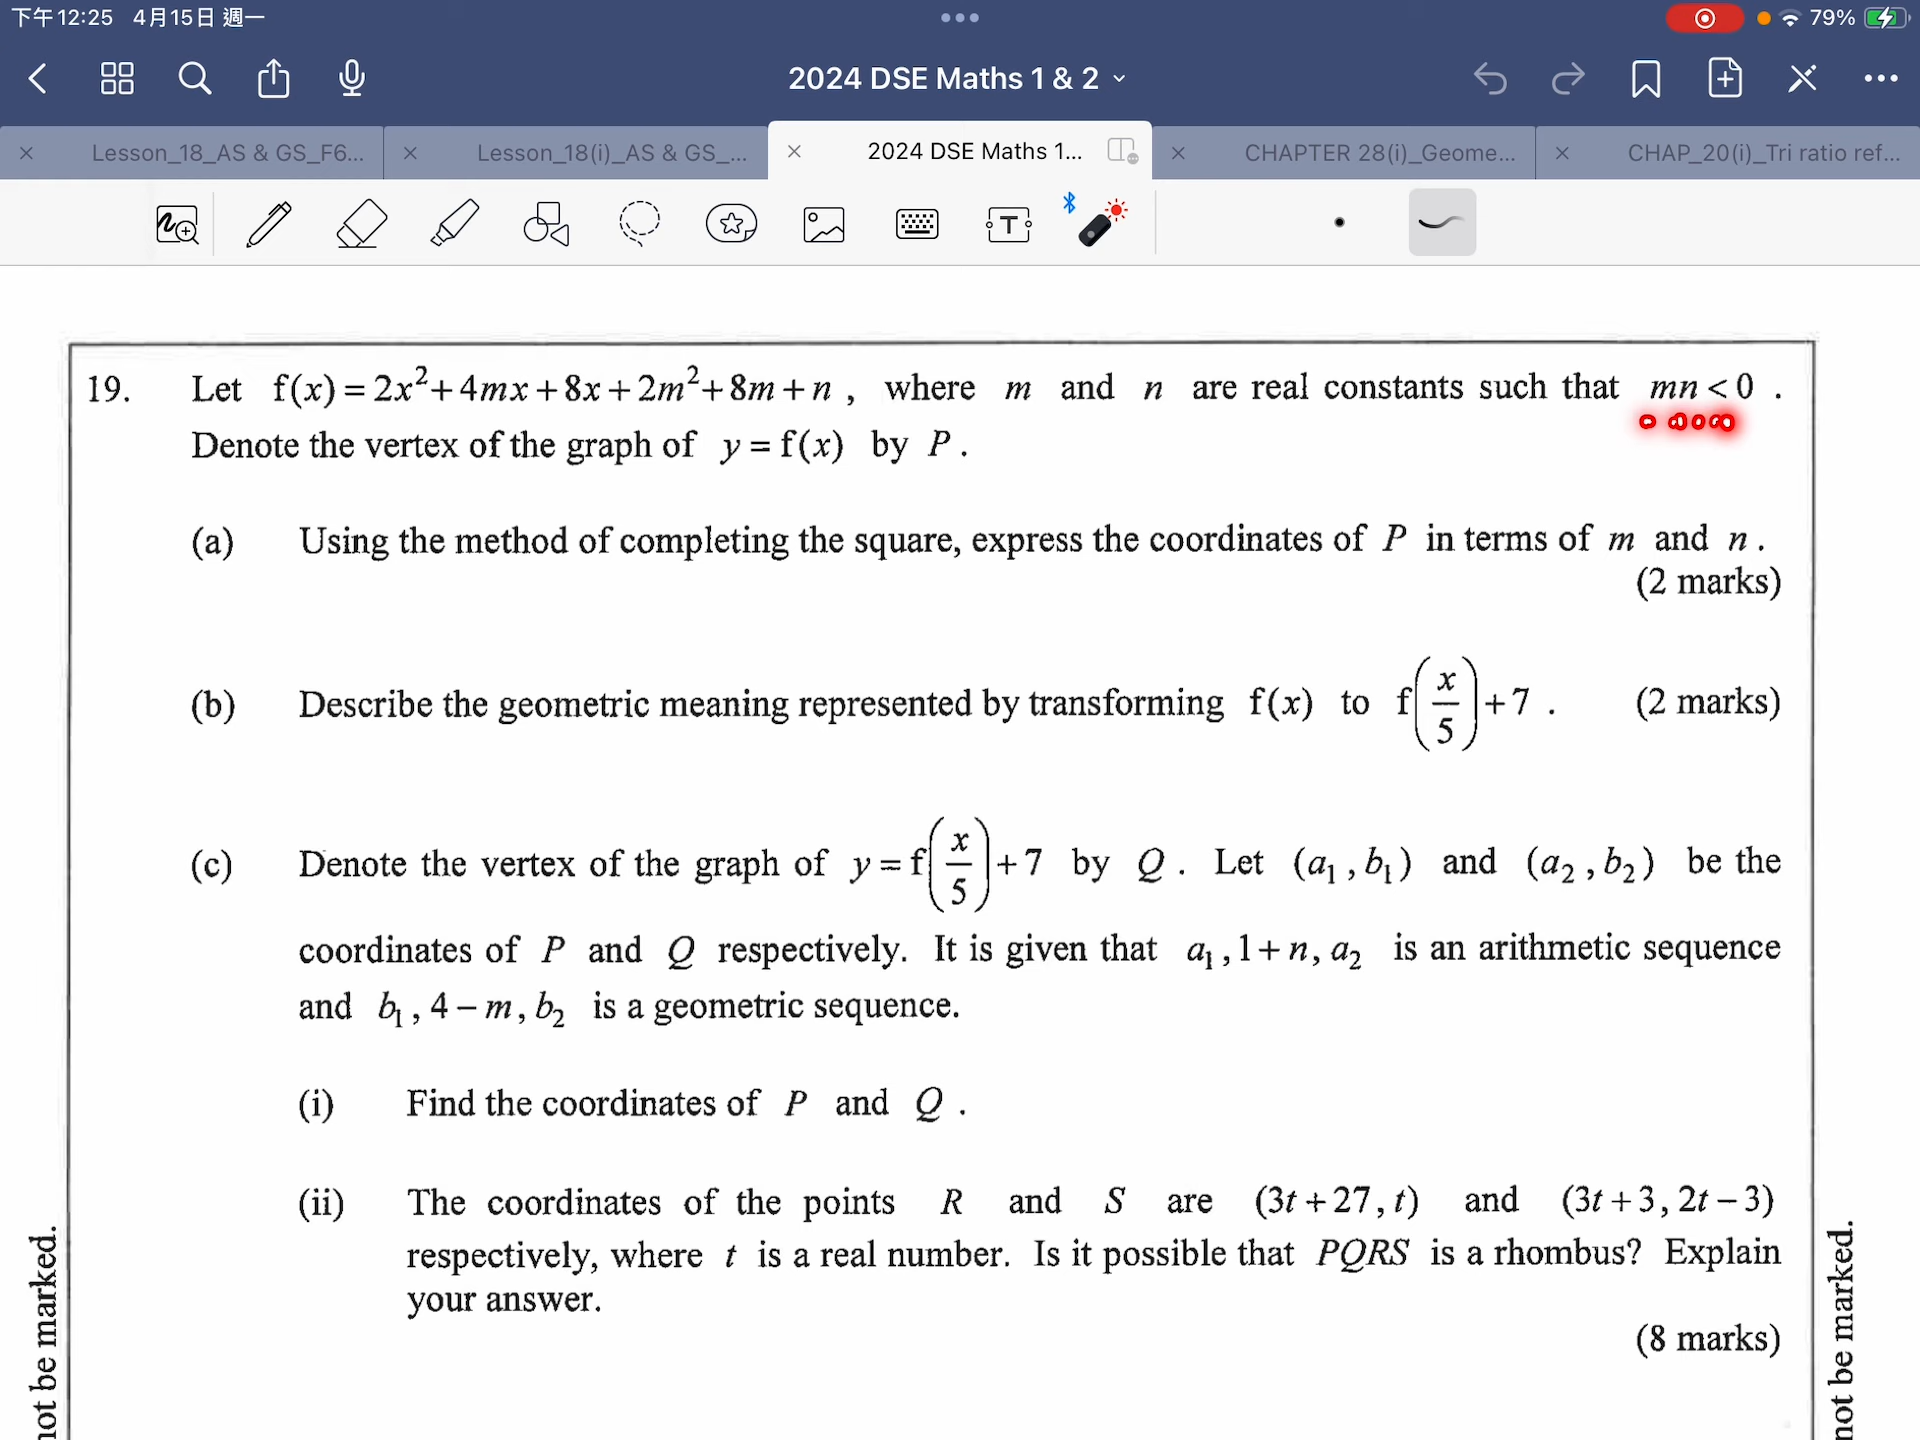 下午12:25 4月15日 週一
79%
2024 DSE Maths 1 & 2
Lesson_18_AS & GS_F6...
Lesson_18(i)_AS & GS_...
2024 DSE Maths 1...
CHAPTER 28(i)_Geome...
CHAP_20(i)_Tri ratio ref...
19. Let f(x) = 2x² + 4mx + 8x + 2m² + 8m + n , where m and n are real constants such that mn < 0 .
Denote the vertex of the graph of y = f(x) by P .
(a) Using the method of completing the square, express the coordinates of P in terms of m and n .
(2 marks)
(b) Describe the geometric meaning represented by transforming f(x) to f(x/5) + 7 . (2 marks)
(c) Denote the vertex of the graph of y = f(x/5) + 7 by Q . Let (a₁ , b₁) and (a₂ , b₂) be the
coordinates of P and Q respectively. It is given that a₁ , 1 + n , a₂ is an arithmetic sequence
and b₁ , 4 − m , b₂ is a geometric sequence.
(i) Find the coordinates of P and Q .
(ii) The coordinates of the points R and S are (3t + 27 , t) and (3t + 3 , 2t − 3)
respectively, where t is a real number. Is it possible that PQRS is a rhombus? Explain
your answer.
(8 marks)
not be marked.
not be marked.